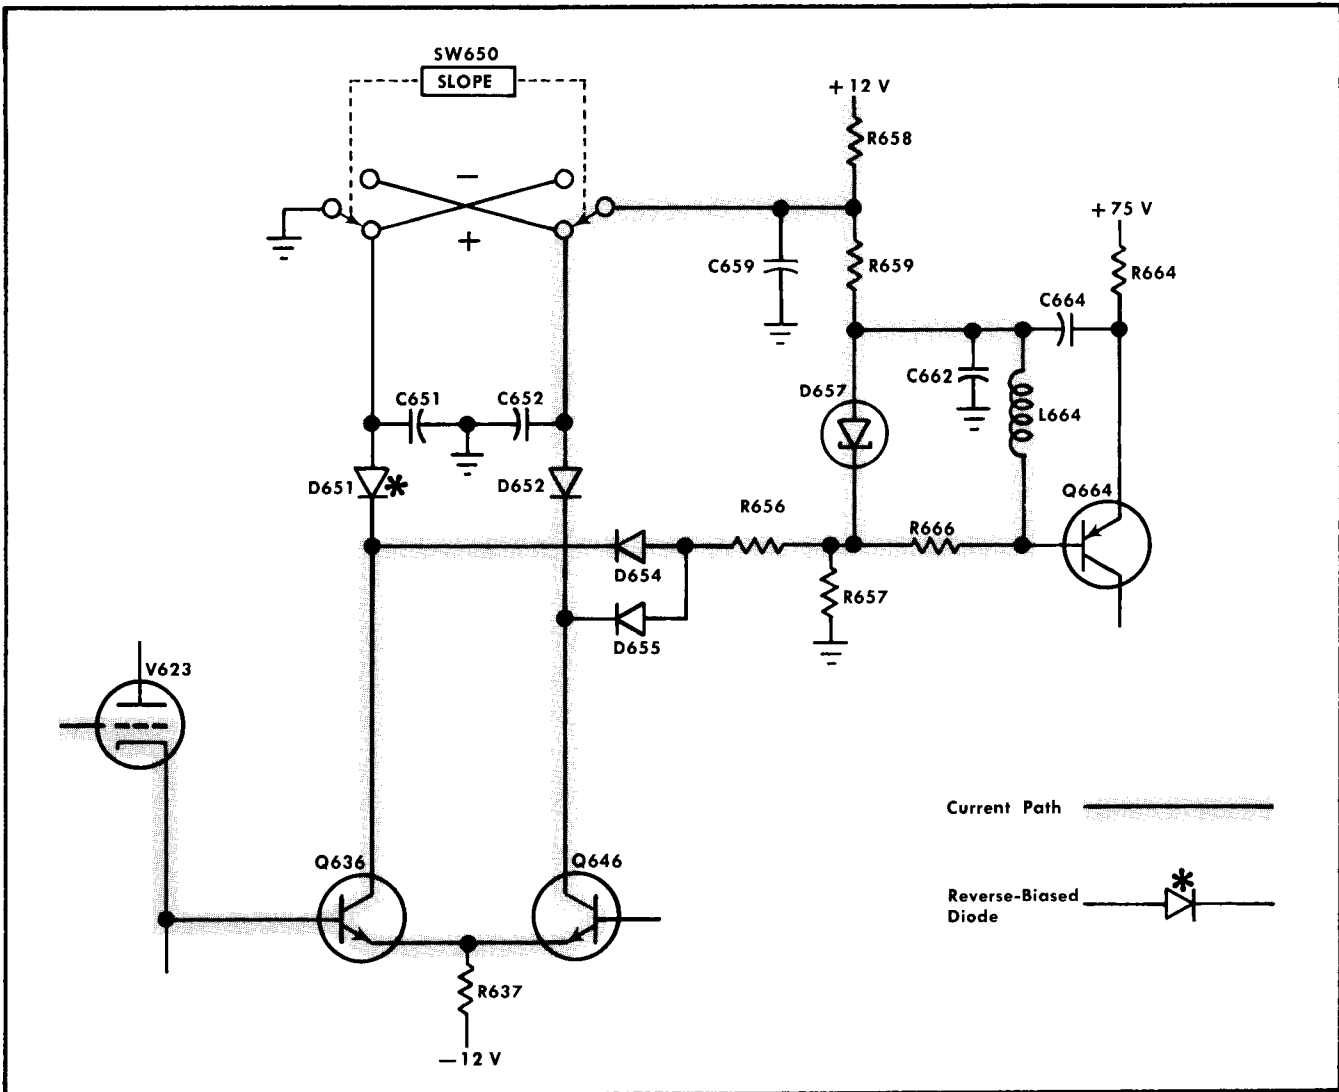 SW650
SLOPE
+ 12 V
R658
−
+
+ 75 V
C659
R659
R664
C664
C662
D657
L664
C651
C652
D651
*
D652
Q664
R656
R666
D654
R657
D655
V623
Current Path
Q636
Q646
*
Reverse-Biased
Diode
R637
−12 V